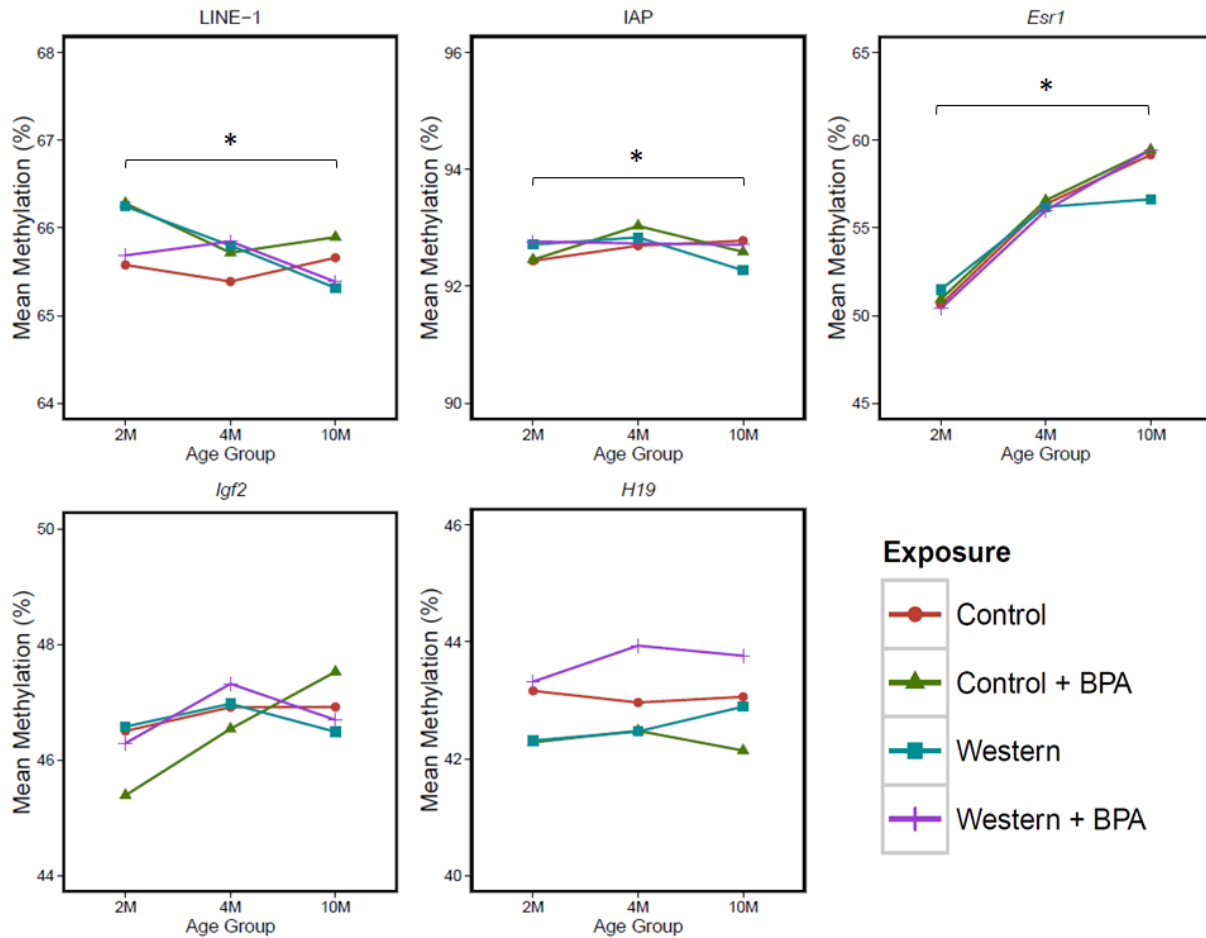 LINE−1
68
67
66
65
64
Mean Methylation (%)
*
2M 4M 10M
Age Group
IAP
96
94
92
90
Mean Methylation (%)
*
2M 4M 10M
Age Group
Esr1
65
60
55
50
45
Mean Methylation (%)
*
2M 4M 10M
Age Group
Igf2
50
48
46
44
Mean Methylation (%)
2M 4M 10M
Age Group
H19
46
44
42
40
Mean Methylation (%)
2M 4M 10M
Age Group
Exposure
Control
Control + BPA
Western
Western + BPA